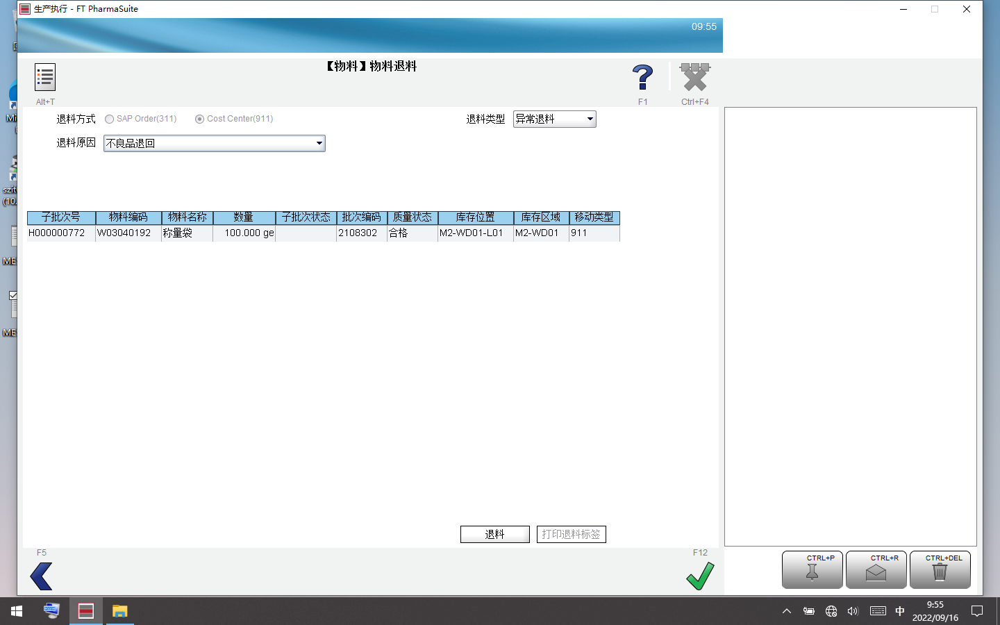 生产执行 - FT PharmaSuite
09:55
【物料】物料退料
Alt+T
F1
Ctrl+F4
退料方式 SAP Order(311) Cost Center(911) 退料类型 异常退料
退料原因 不良品退回
子批次号 物料编码 物料名称 数量 子批次状态 批次编码 质量状态 库存位置 库存区域 移动类型
H000000772 W03040192 称量袋 100.000 ge 2108302 合格 M2-WD01-L01 M2-WD01 911
退料 打印退料标签
F5
F12
CTRL+P CTRL+R CTRL+DEL
Mi
szit
(10.
ME
ME
中
9:55
2022/09/16